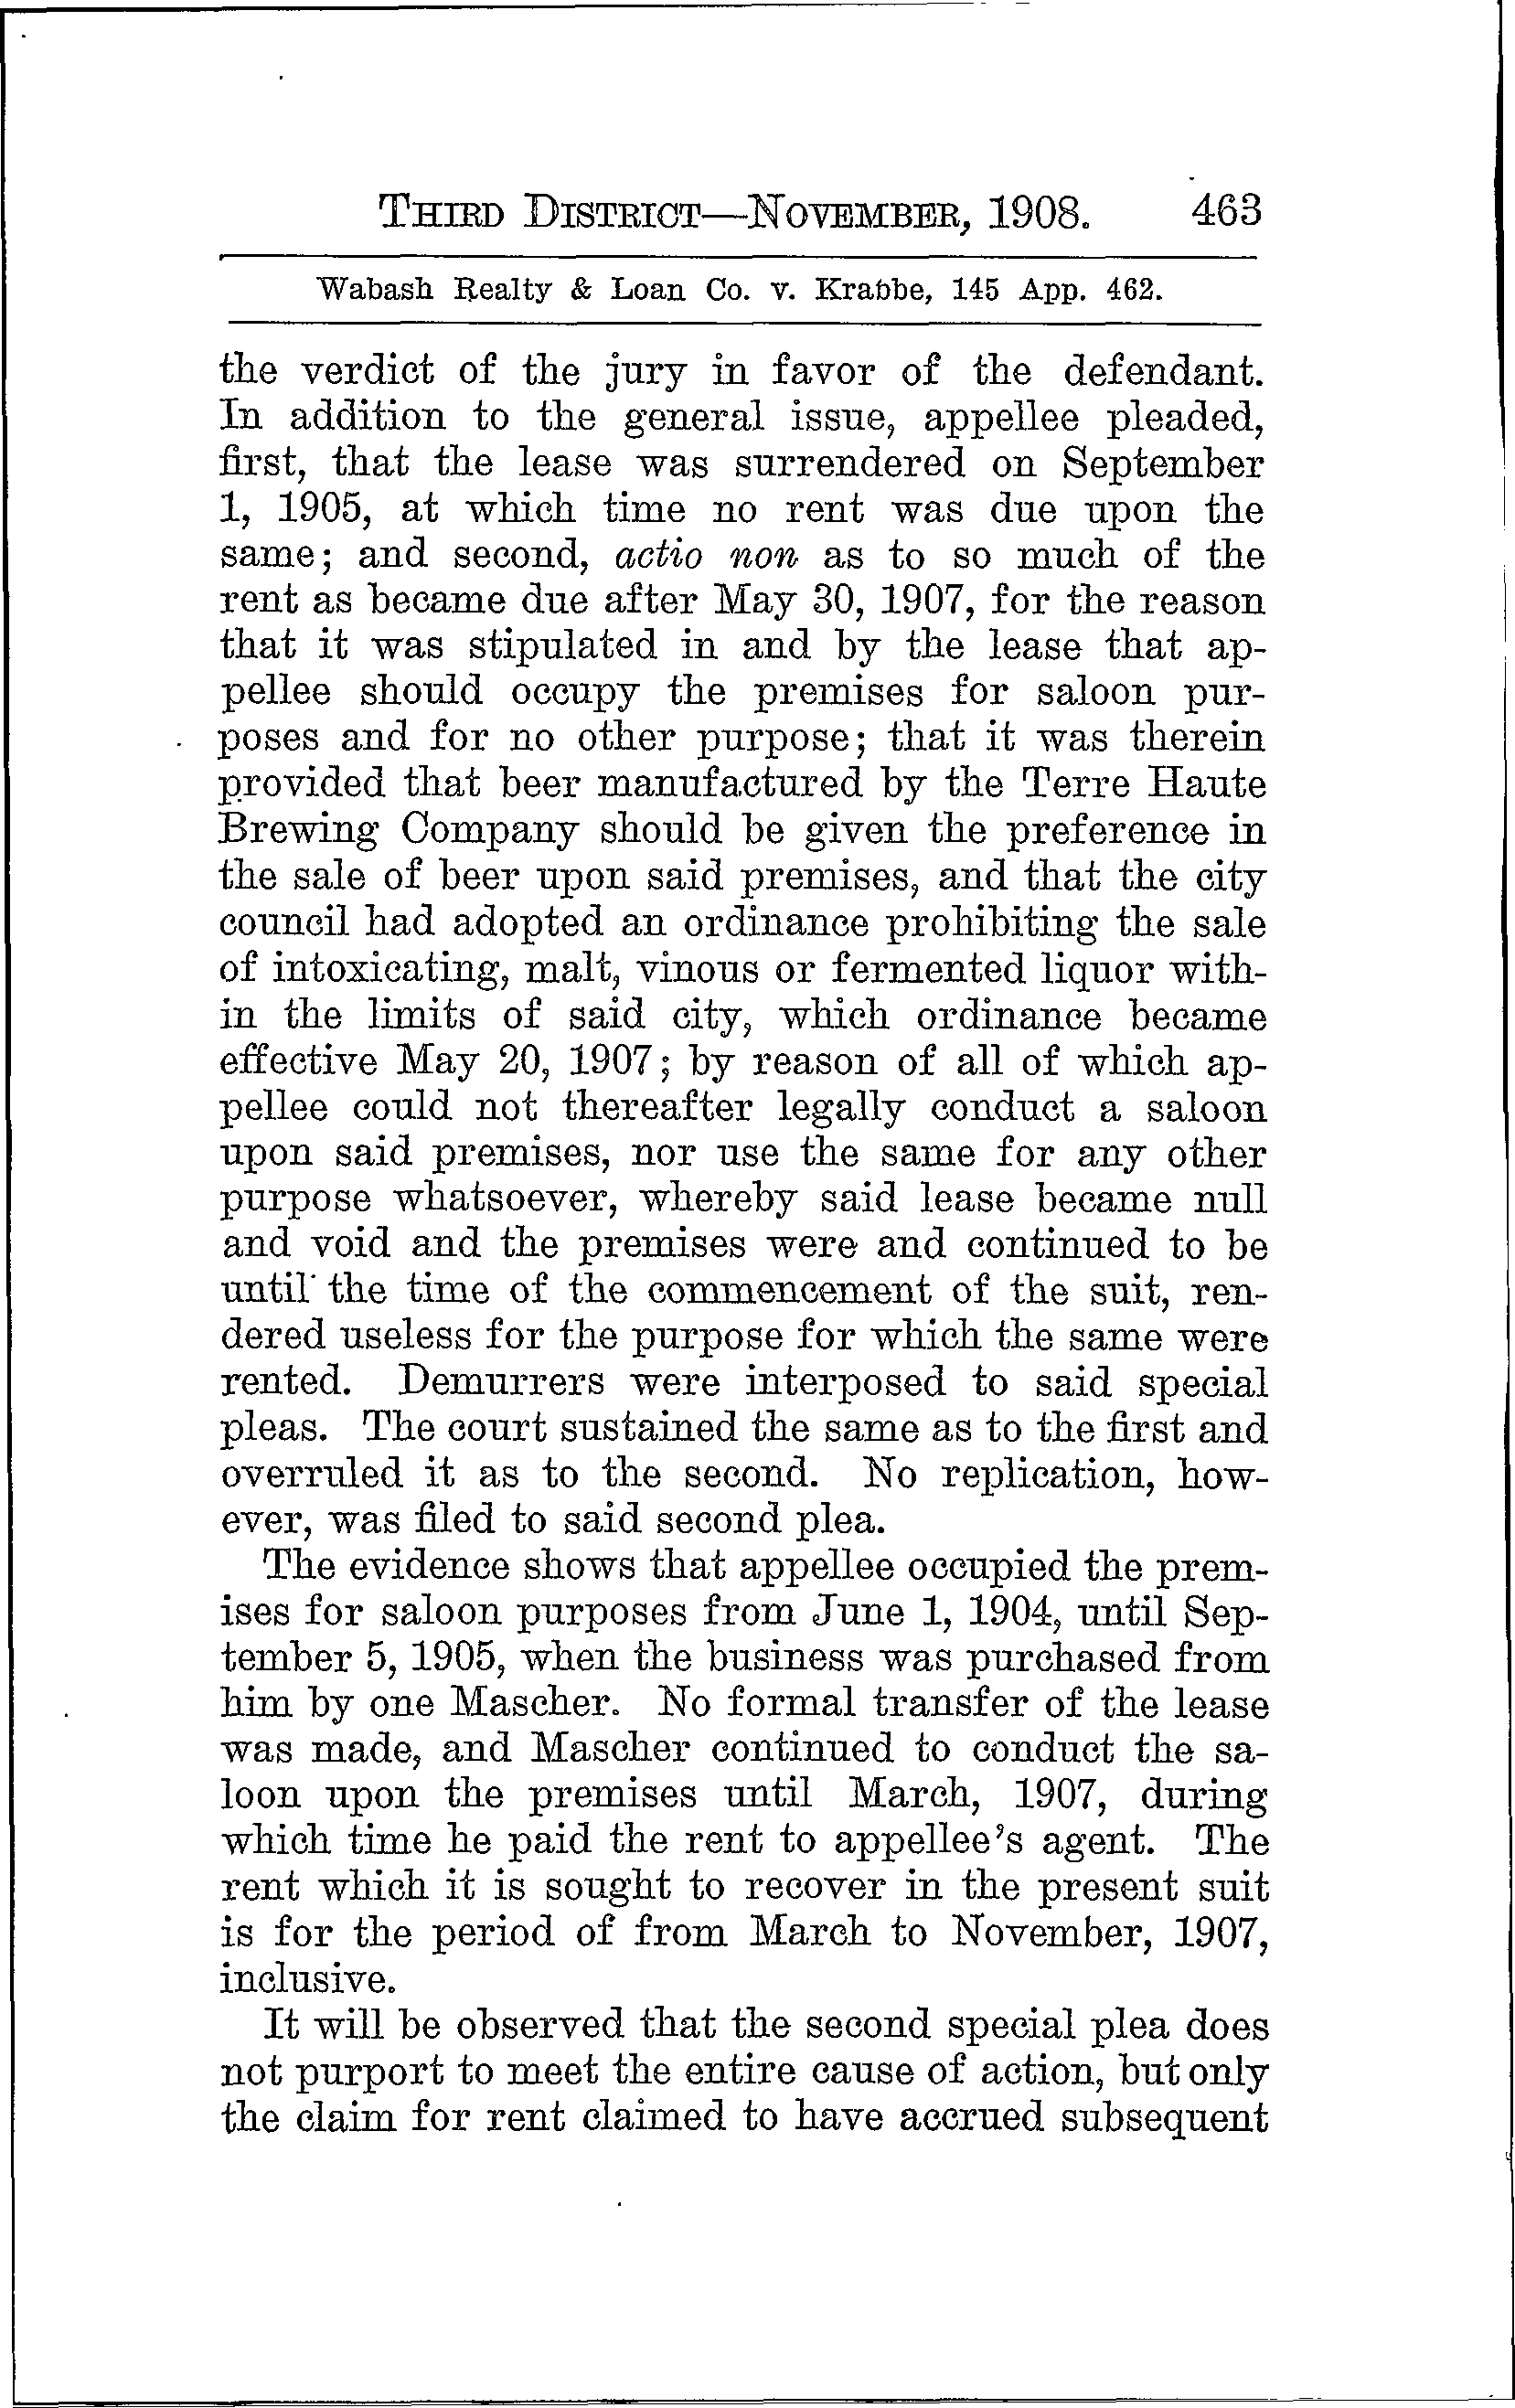 THIRD DISTRICT—NOVEMBER, 1908. 463
Wabash Realty & Loan Co. v. Krabbe, 145 App. 462.
the verdict of the jury in favor of the defendant.
In addition to the general issue, appellee pleaded,
first, that the lease was surrendered on September
1, 1905, at which time no rent was due upon the
same; and second, actio non as to so much of the
rent as became due after May 30, 1907, for the reason
that it was stipulated in and by the lease that ap-
pellee should occupy the premises for saloon pur-
poses and for no other purpose; that it was therein
provided that beer manufactured by the Terre Haute
Brewing Company should be given the preference in
the sale of beer upon said premises, and that the city
council had adopted an ordinance prohibiting the sale
of intoxicating, malt, vinous or fermented liquor with-
in the limits of said city, which ordinance became
effective May 20, 1907; by reason of all of which ap-
pellee could not thereafter legally conduct a saloon
upon said premises, nor use the same for any other
purpose whatsoever, whereby said lease became null
and void and the premises were and continued to be
until the time of the commencement of the suit, ren-
dered useless for the purpose for which the same were
rented. Demurrers were interposed to said special
pleas. The court sustained the same as to the first and
overruled it as to the second. No replication, how-
ever, was filed to said second plea.
The evidence shows that appellee occupied the prem-
ises for saloon purposes from June 1, 1904, until Sep-
tember 5, 1905, when the business was purchased from
him by one Mascher. No formal transfer of the lease
was made, and Mascher continued to conduct the sa-
loon upon the premises until March, 1907, during
which time he paid the rent to appellee's agent. The
rent which it is sought to recover in the present suit
is for the period of from March to November, 1907,
inclusive.
It will be observed that the second special plea does
not purport to meet the entire cause of action, but only
the claim for rent claimed to have accrued subsequent